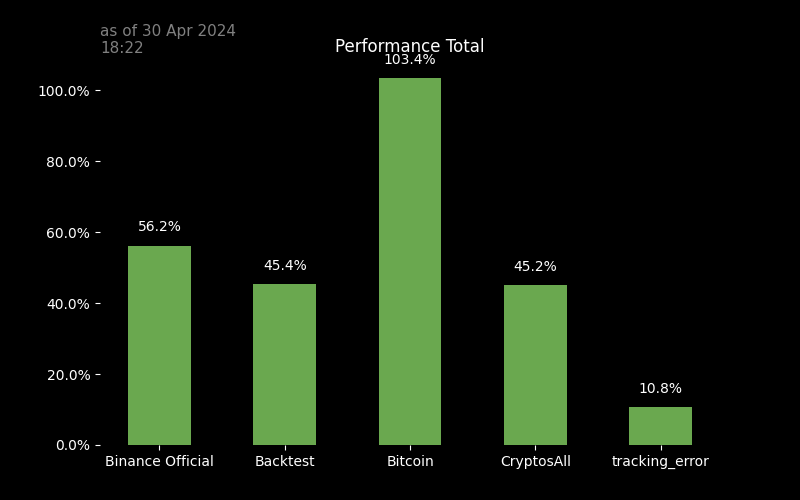 as of 30 Apr 2024
18:22
Performance Total
103.4%
100.0%
80.0%
60.0%
56.2%
45.4%
45.2%
40.0%
20.0%
10.8%
0.0%
Binance Official
Backtest
Bitcoin
CryptosAll
tracking_error